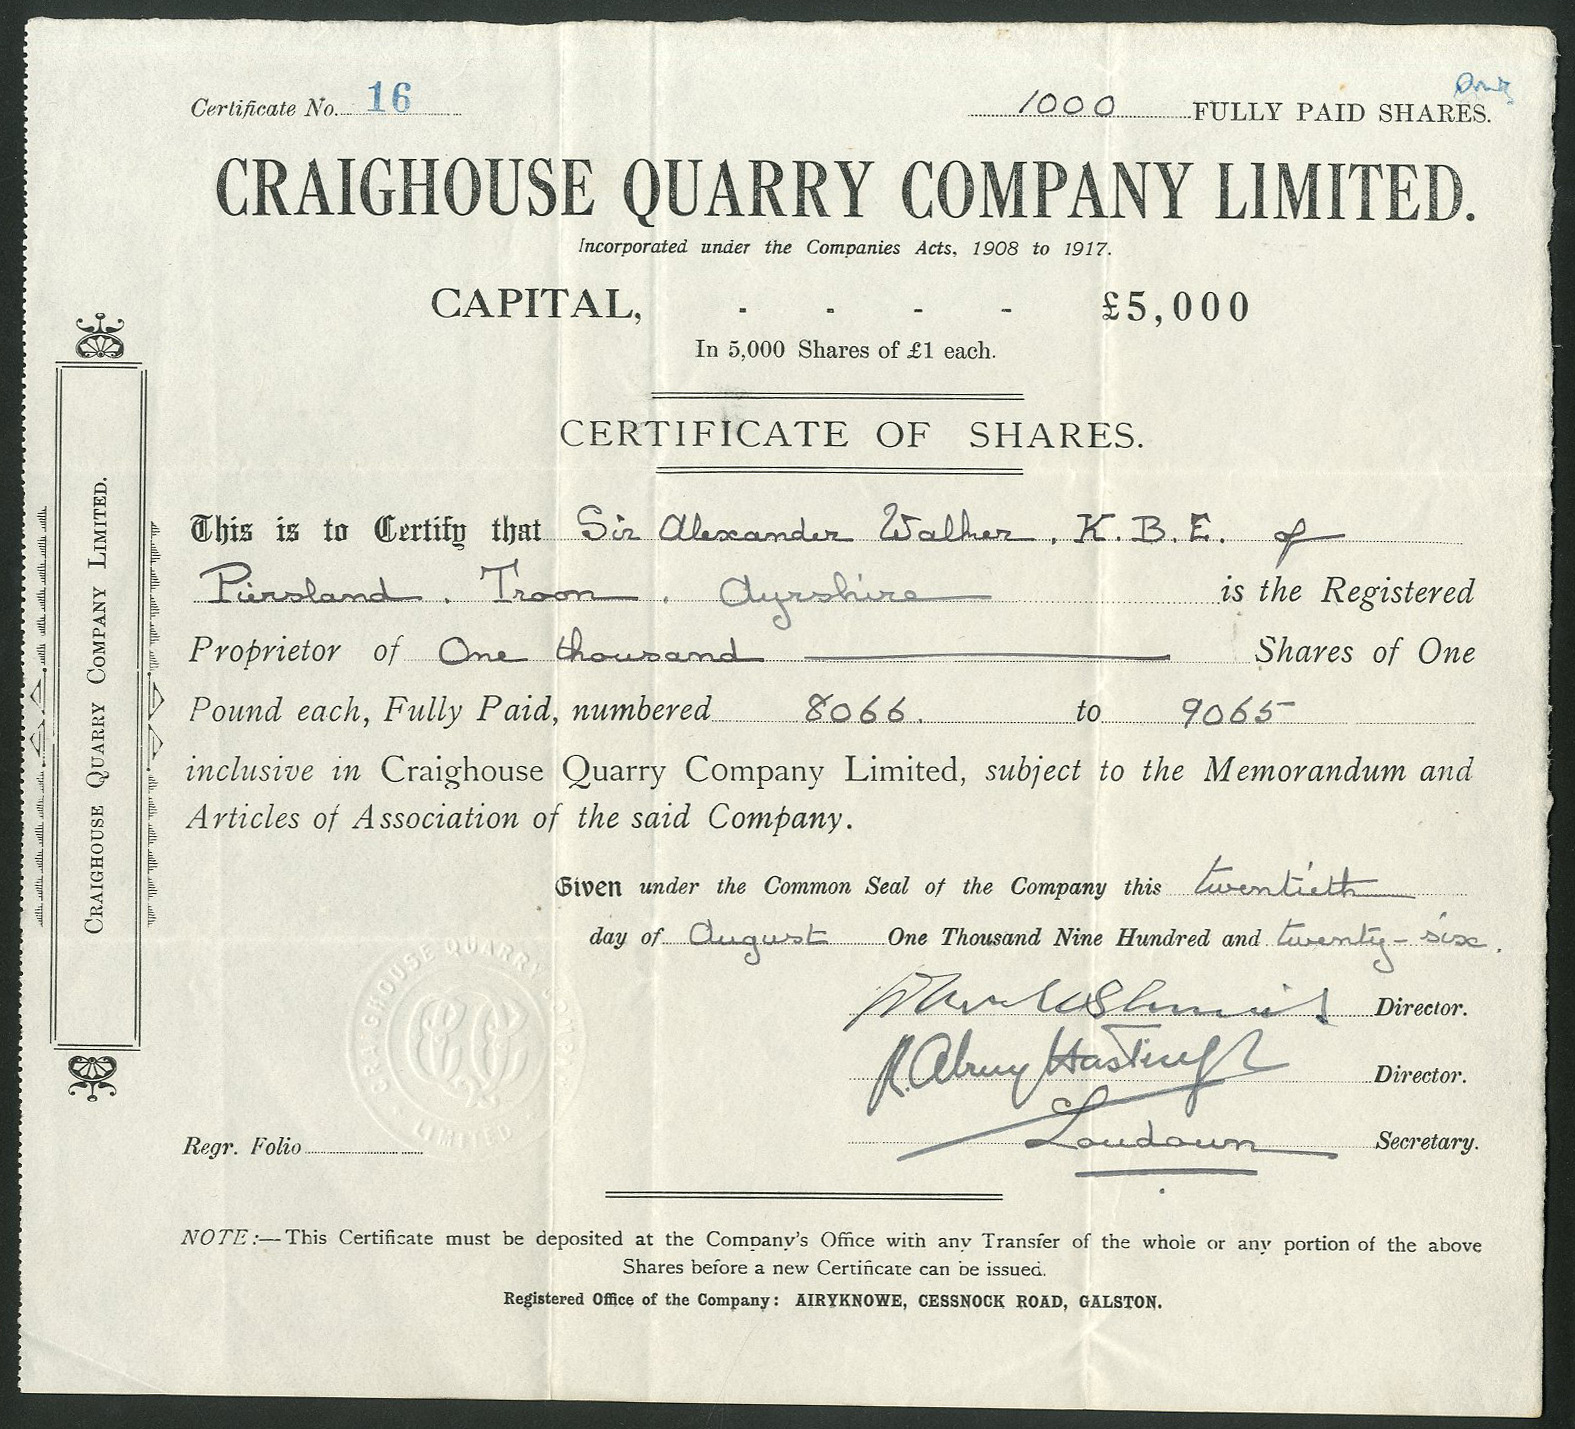 Certificate No. 16
1000 FULLY PAID SHARES.
CRAIGHOUSE QUARRY COMPANY LIMITED.
Incorporated under the Companies Acts, 1908 to 1917.
CAPITAL, - - - - £5,000
In 5,000 Shares of £1 each.
CERTIFICATE OF SHARES.
This is to Certify that Sir Alexander Walker, K.B.E. of
Piersland, Troon, Ayrshire is the Registered
Proprietor of One thousand Shares of One
Pound each, Fully Paid, numbered 8066. to 9065
inclusive in Craighouse Quarry Company Limited, subject to the Memorandum and
Articles of Association of the said Company.
Given under the Common Seal of the Company this twentieth
day of August One Thousand Nine Hundred and twenty-six.
Director.
Hastings Director.
Loudoun Secretary.
Regr. Folio
CRAIGHOUSE QUARRY COMPANY LIMITED
NOTE:—This Certificate must be deposited at the Company's Office with any Transfer of the whole or any portion of the above
Shares before a new Certificate can be issued.
Registered Office of the Company: AIRYKNOWE, CESSNOCK ROAD, GALSTON.
CRAIGHOUSE QUARRY COMPANY LIMITED.